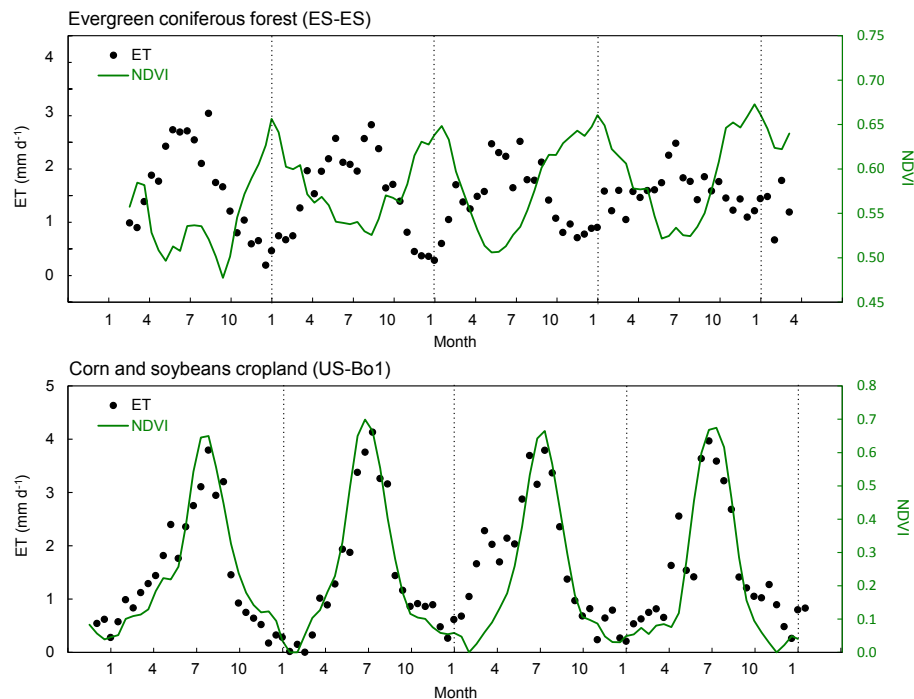 Evergreen coniferous forest (ES-ES)
4
3
2
1
0
ET (mm d⁻¹)
ET
NDVI
0.75
0.70
0.65
0.60
0.55
0.50
0.45
NDVI
1 4 7 10 1 4 7 10 1 4 7 10 1 4 7 10 1 4
Month
Corn and soybeans cropland (US-Bo1)
5
4
3
2
1
0
ET (mm d⁻¹)
ET
NDVI
0.8
0.7
0.6
0.5
0.4
0.3
0.2
0.1
0.0
NDVI
1 4 7 10 1 4 7 10 1 4 7 10 1 4 7 10 1
Month